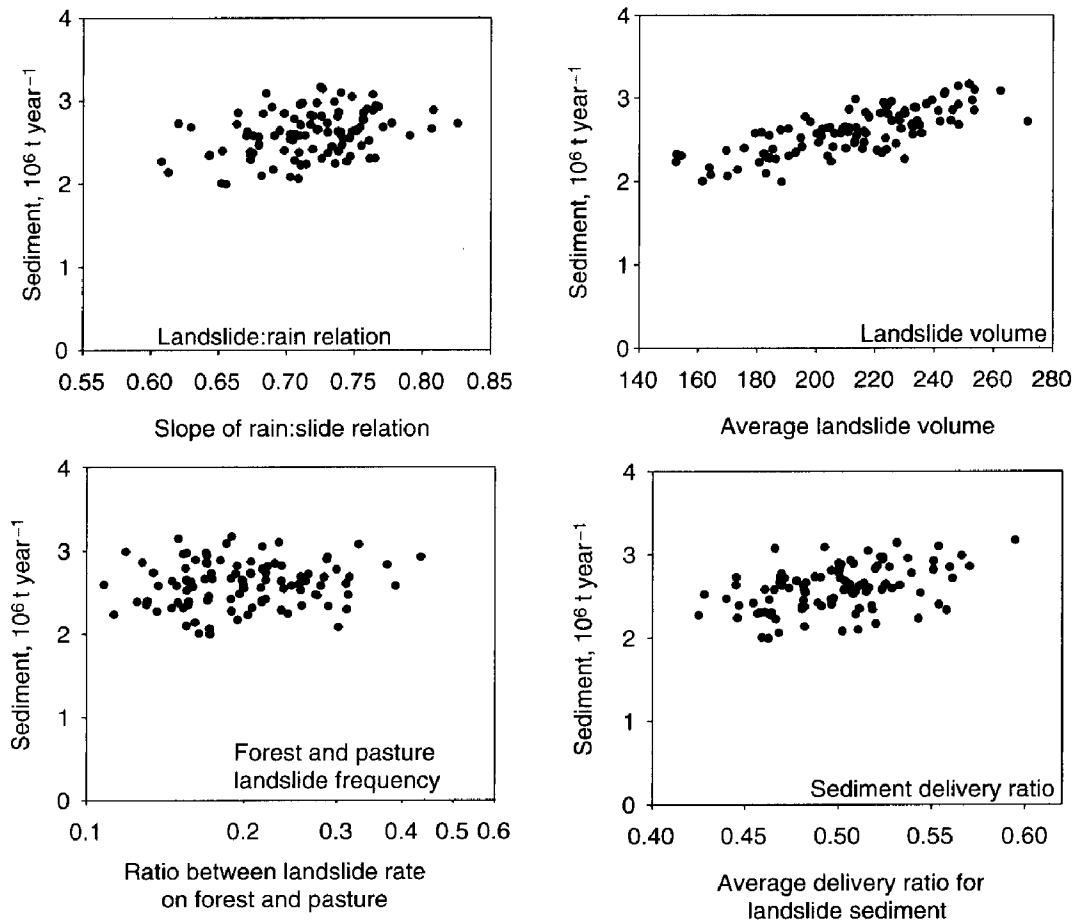 4
3
2
1
0
Sediment, 10⁶ t year⁻¹
Landslide:rain relation
0.55 0.60 0.65 0.70 0.75 0.80 0.85
Slope of rain:slide relation
4
3
2
1
0
Sediment, 10⁶ t year⁻¹
Landslide volume
140 160 180 200 220 240 260 280
Average landslide volume
4
3
2
1
0
Sediment, 10⁶ t year⁻¹
Forest and pasture
landslide frequency
0.1 0.2 0.3 0.4 0.5 0.6
Ratio between landslide rate
on forest and pasture
4
3
2
1
0
Sediment, 10⁶ t year⁻¹
Sediment delivery ratio
0.40 0.45 0.50 0.55 0.60
Average delivery ratio for
landslide sediment